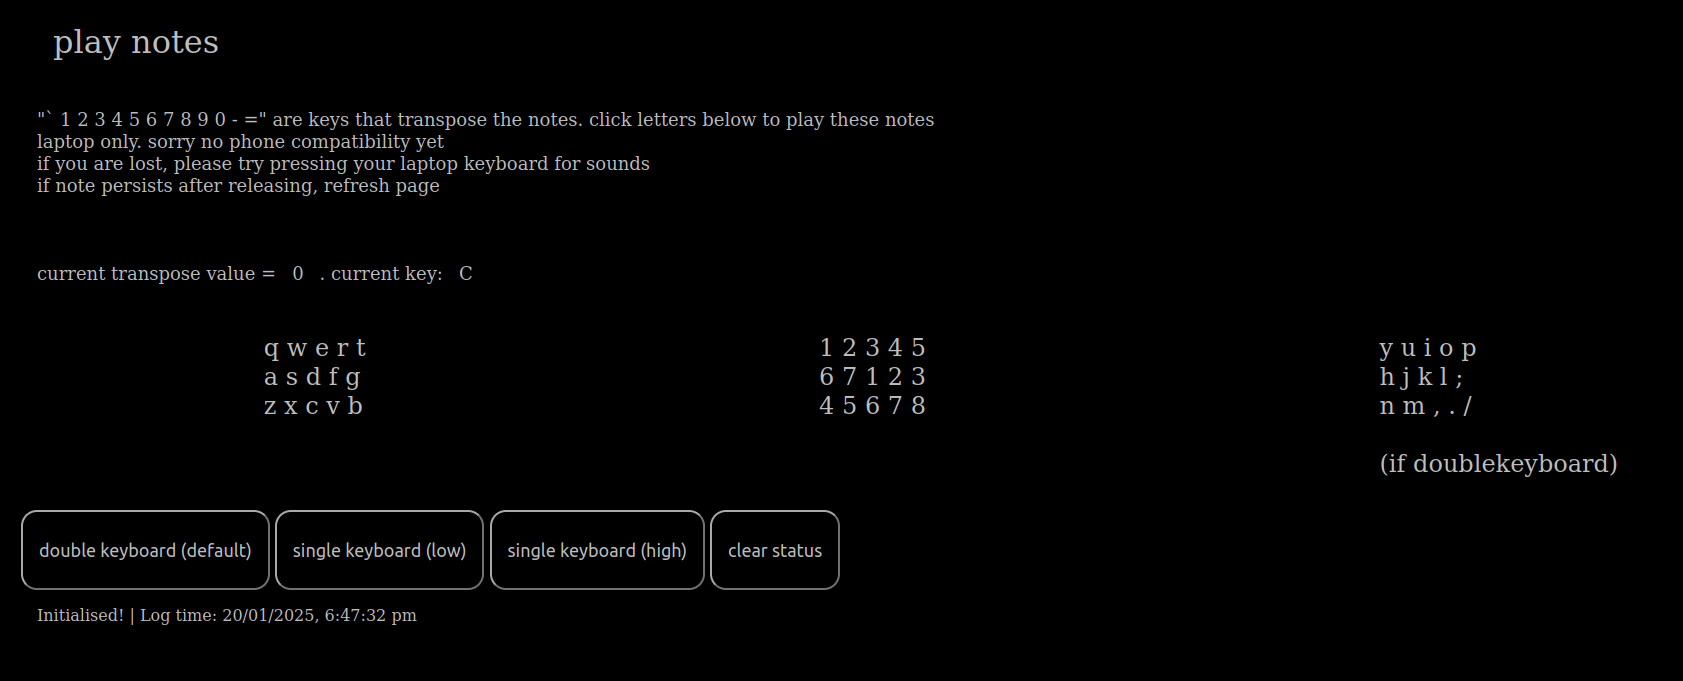 play notes
"` 1 2 3 4 5 6 7 8 9 0 - =" are keys that transpose the notes. click letters below to play these notes
laptop only. sorry no phone compatibility yet
if you are lost, please try pressing your laptop keyboard for sounds
if note persists after releasing, refresh page
current transpose value = 0 . current key: C
q w e r t
a s d f g
z x c v b
1 2 3 4 5
6 7 1 2 3
4 5 6 7 8
y u i o p
h j k l ;
n m , . /
(if doublekeyboard)
double keyboard (default)
single keyboard (low)
single keyboard (high)
clear status
Initialised! | Log time: 20/01/2025, 6:47:32 pm